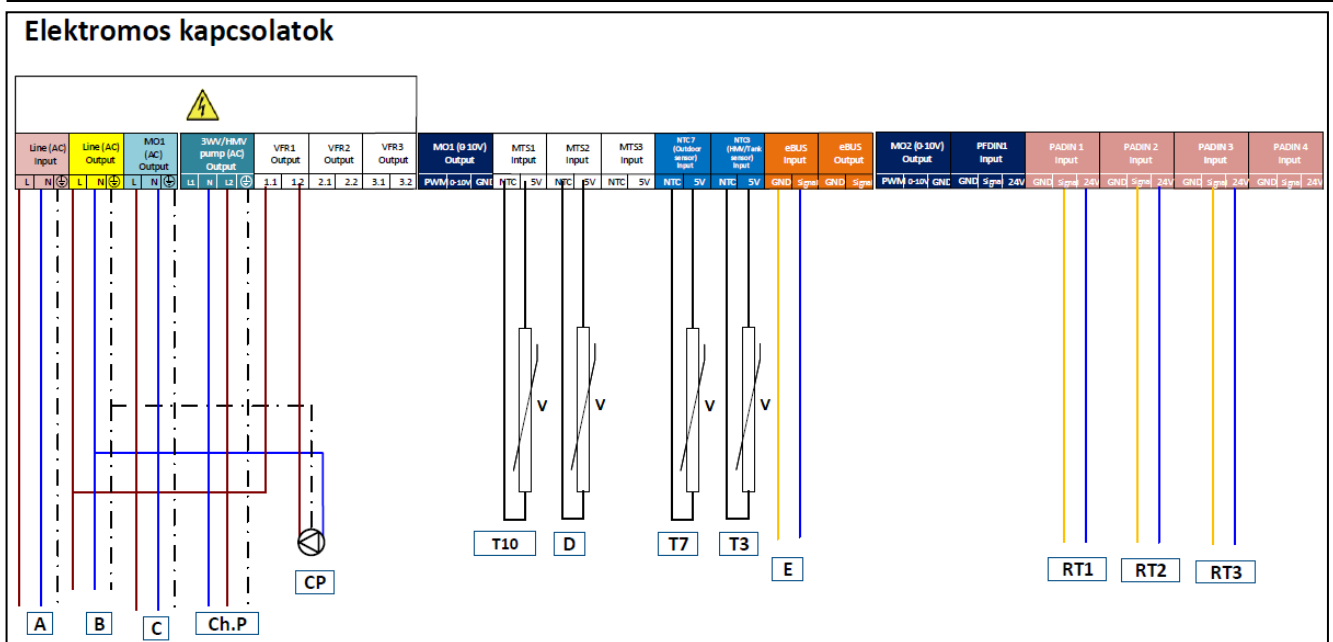 Elektromos kapcsolatok
Line (AC) Input
Line (AC) Output
MO1 (AC) Output
3WV/HMV pump (AC) Output
VFR1 Output
VFR2 Output
VFR3 Output
MO1 (0 10V) Output
MTS1 Intput
MTS2 Input
MTS3 Input
NTC 7 (Outdoor sensor) Input
NTC3 (HMV/Tank sensor) Input
eBUS Input
eBUS Output
MO2 (0-10V) Output
PFDIN1 Input
PADIN 1 Input
PADIN 2 Input
PADIN 3 Input
PADIN 4 Input
L N L N L N L1 N L2 1.1 1.2 2.1 2.2 3.1 3.2 PWM 0-10V GND NTC 5V NTC 5V NTC 5V NTC 5V NTC 5V GND Signal GND Signal PWM 0-10V GND GND Signal 24V GND Signal 24V GND Signal 24V GND Signal 24V GND Signal 24V
V V V V
T10 D T7 T3 E RT1 RT2 RT3
CP
A B C Ch.P